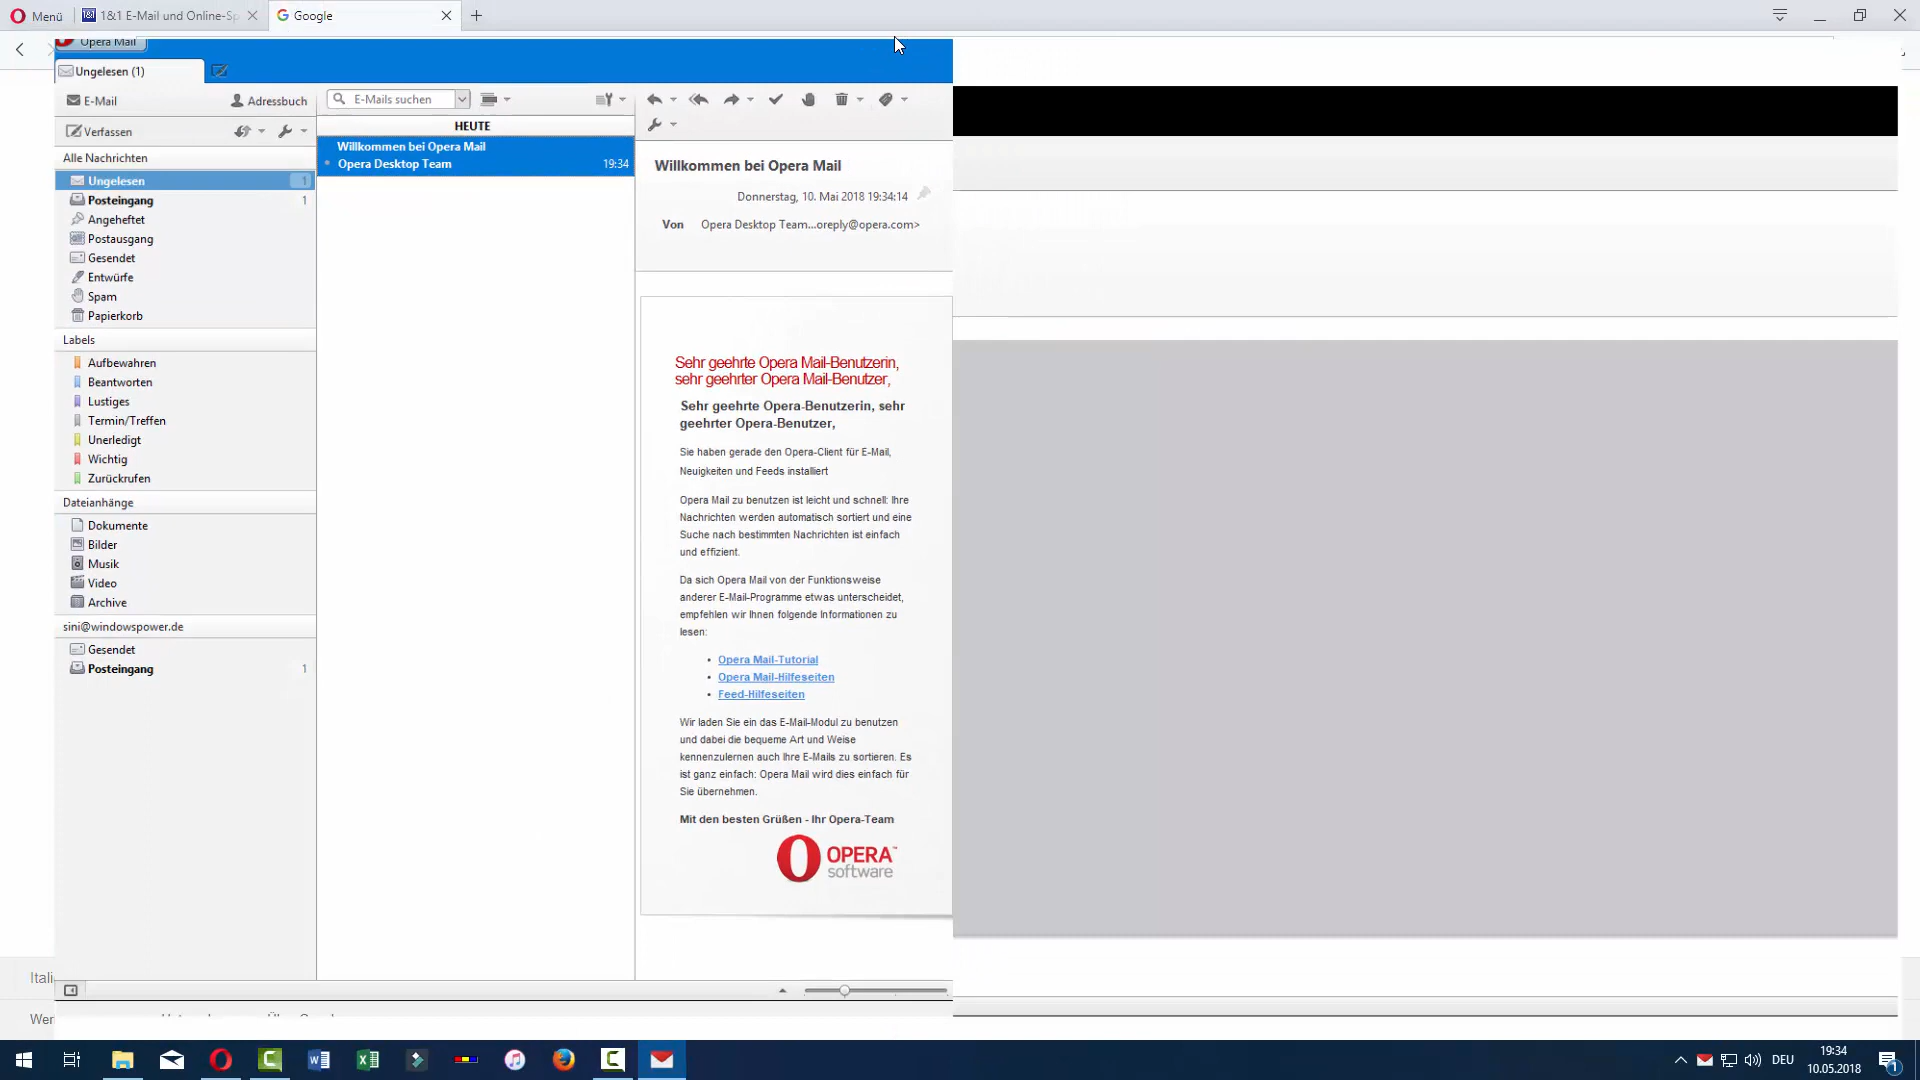 Menü
1&1 E-Mail und Online-Sp
Google
Opera Mail
Ungelesen (1)
E-Mail
Adressbuch
E-Mails suchen
Verfassen
HEUTE
Alle Nachrichten
Willkommen bei Opera Mail
Opera Desktop Team
19:34
Ungelesen 1
Posteingang 1
Angeheftet
Postausgang
Gesendet
Entwürfe
Spam
Papierkorb
Labels
Aufbewahren
Beantworten
Lustiges
Termin/Treffen
Unerledigt
Wichtig
Zurückrufen
Dateianhänge
Dokumente
Bilder
Musik
Video
Archive
sini@windowspower.de
Gesendet
Posteingang 1
Willkommen bei Opera Mail
Donnerstag, 10. Mai 2018 19:34:14
Von Opera Desktop Team...oreply@opera.com>
Sehr geehrte Opera Mail-Benutzerin,
sehr geehrter Opera Mail-Benutzer,
Sehr geehrte Opera-Benutzerin, sehr
geehrter Opera-Benutzer,
Sie haben gerade den Opera-Client für E-Mail,
Neuigkeiten und Feeds installiert
Opera Mail zu benutzen ist leicht und schnell: Ihre
Nachrichten werden automatisch sortiert und eine
Suche nach bestimmten Nachrichten ist einfach
und effizient.
Da sich Opera Mail von der Funktionsweise
anderer E-Mail-Programme etwas unterscheidet,
empfehlen wir Ihnen folgende Informationen zu
lesen:
• Opera Mail-Tutorial
• Opera Mail-Hilfeseiten
• Feed-Hilfeseiten
Wir laden Sie ein das E-Mail-Modul zu benutzen
und dabei die bequeme Art und Weise
kennenzulernen auch Ihre E-Mails zu sortieren. Es
ist ganz einfach: Opera Mail wird dies einfach für
Sie übernehmen.
Mit den besten Grüßen - Ihr Opera-Team
OPERA™
software
Itali
Wer
DEU
19:34
10.05.2018
1